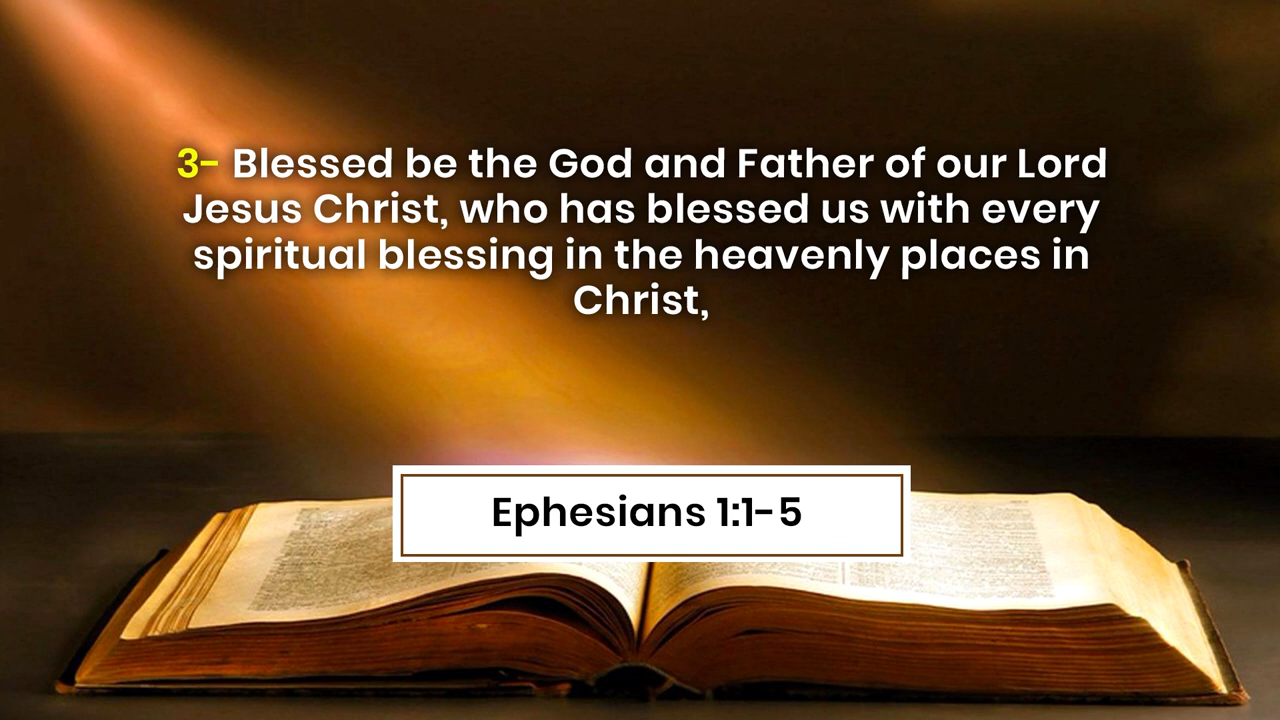 3- Blessed be the God and Father of our Lord
Jesus Christ, who has blessed us with every
spiritual blessing in the heavenly places in
Christ,
Ephesians 1:1-5